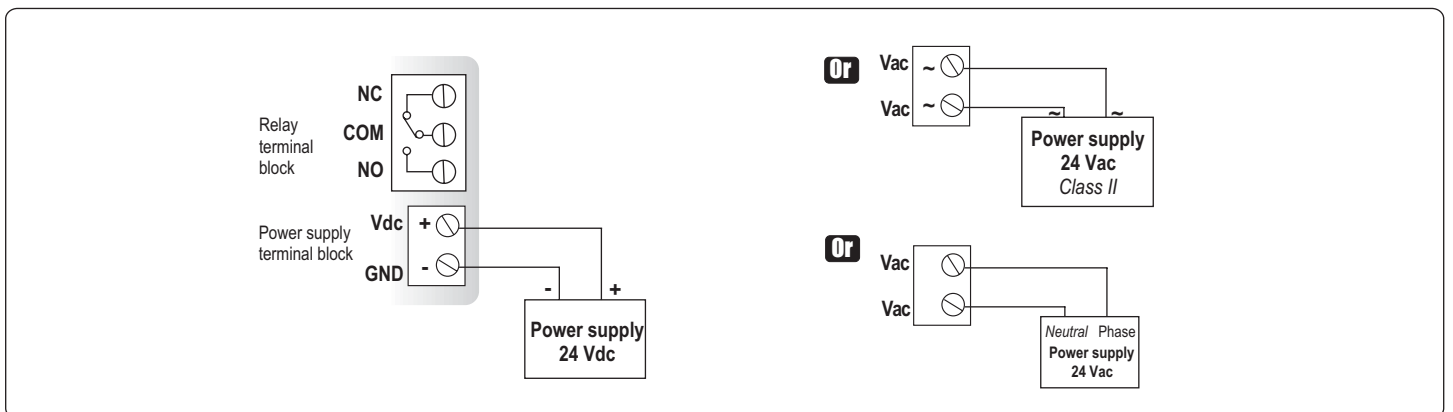 Relay
terminal
block
NC
COM
NO
Power supply
terminal block
Vdc
+
GND
-
-
+
Power supply
24 Vdc
Or
Vac
~
Vac
~
~
~
Power supply
24 Vac
Class II
Or
Vac
Vac
Neutral Phase
Power supply
24 Vac